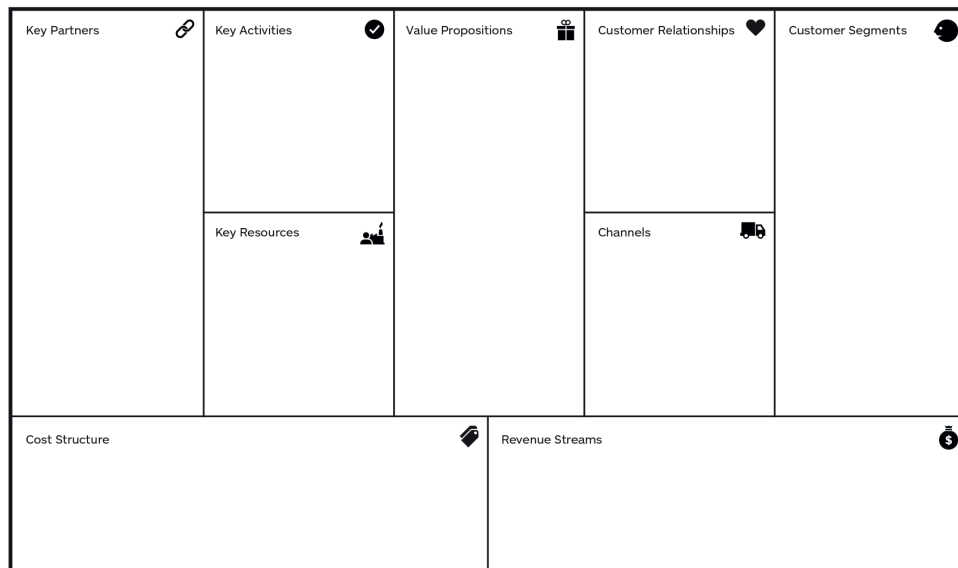 Key Partners
Key Activities
Value Propositions
Customer Relationships
Customer Segments
Key Resources
Channels
Cost Structure
Revenue Streams
$